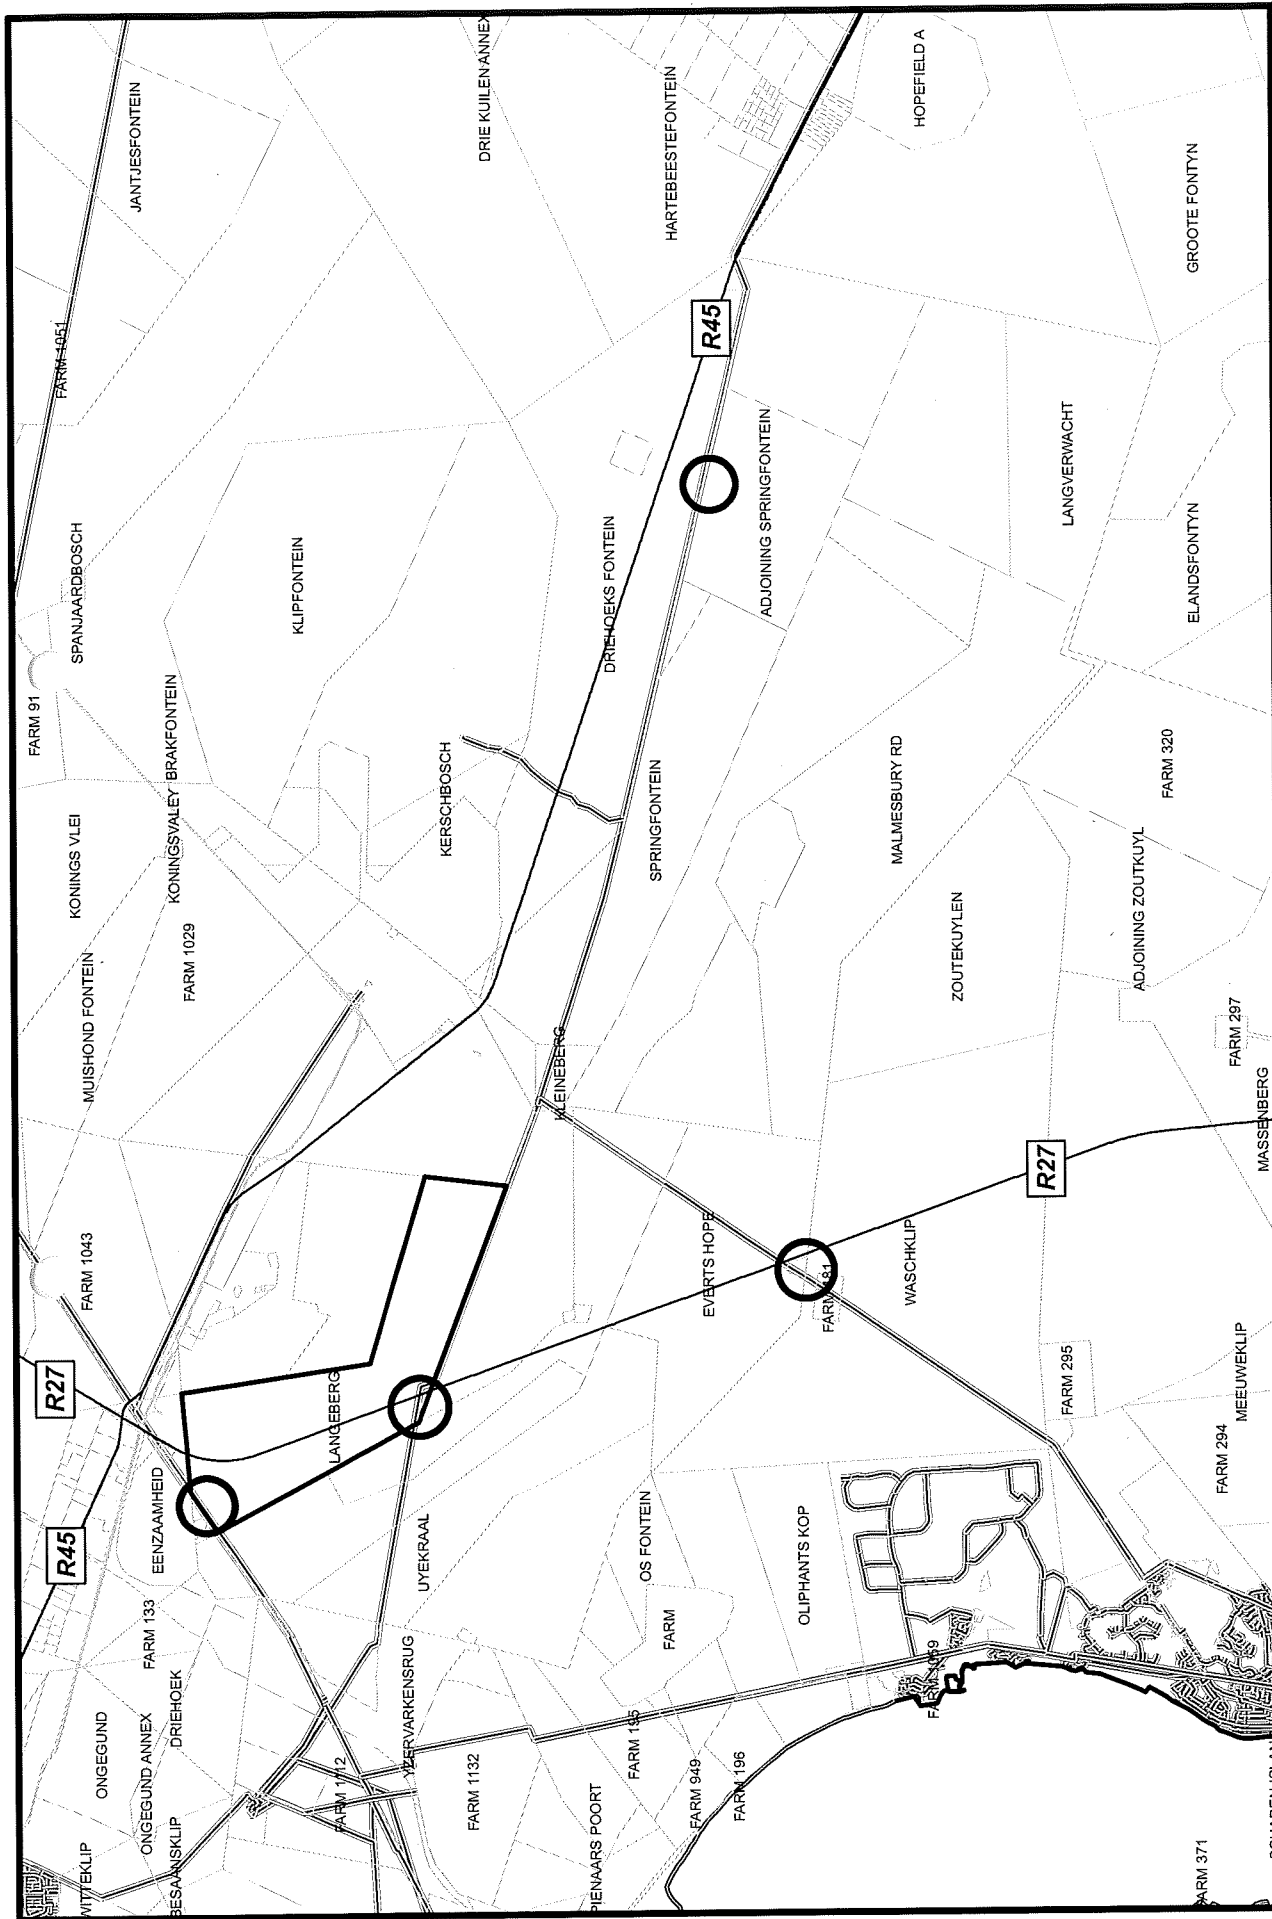 WITTEKLIP
ONGEGUND
ONGEGUND ANNEX
BESAANSKLIP
DRIEHOEK
FARM 133
EENZAAMHEID
R45
R27
FARM 1043
MUISHOND FONTEIN
KONINGS VLEI
FARM 1029
KONINGSVALEY
BRAKFONTEIN
FARM 91
SPANJAARDBOSCH
FARM 1051
JANTJESFONTEIN
KLIPFONTEIN
DRIE KUILEN ANNEX
KERSCHBOSCH
LANGEBERG
UYEKRAAL
YZERVARKENSRUG
FARM 1132
PIENAARS POORT
FARM 195
FARM
OS FONTEIN
FARM 949
FARM 196
KLEINEBERG
DRIEHOEKS FONTEIN
SPRINGFONTEIN
HARTEBEESTEFONTEIN
R45
ADJOINING SPRINGFONTEIN
EVERTS HOPE
OLIPHANTS KOP
WASCHKLIP
MALMESBURY RD
HOPEFIELD A
ZOUTEKUYLEN
R27
FARM 295
LANGVERWACHT
ADJOINING ZOUTKUYL
FARM 320
ELANDSFONTYN
GROOTE FONTYN
FARM 371
FARM 294
MEEUWEKLIP
FARM 297
MASSENBERG